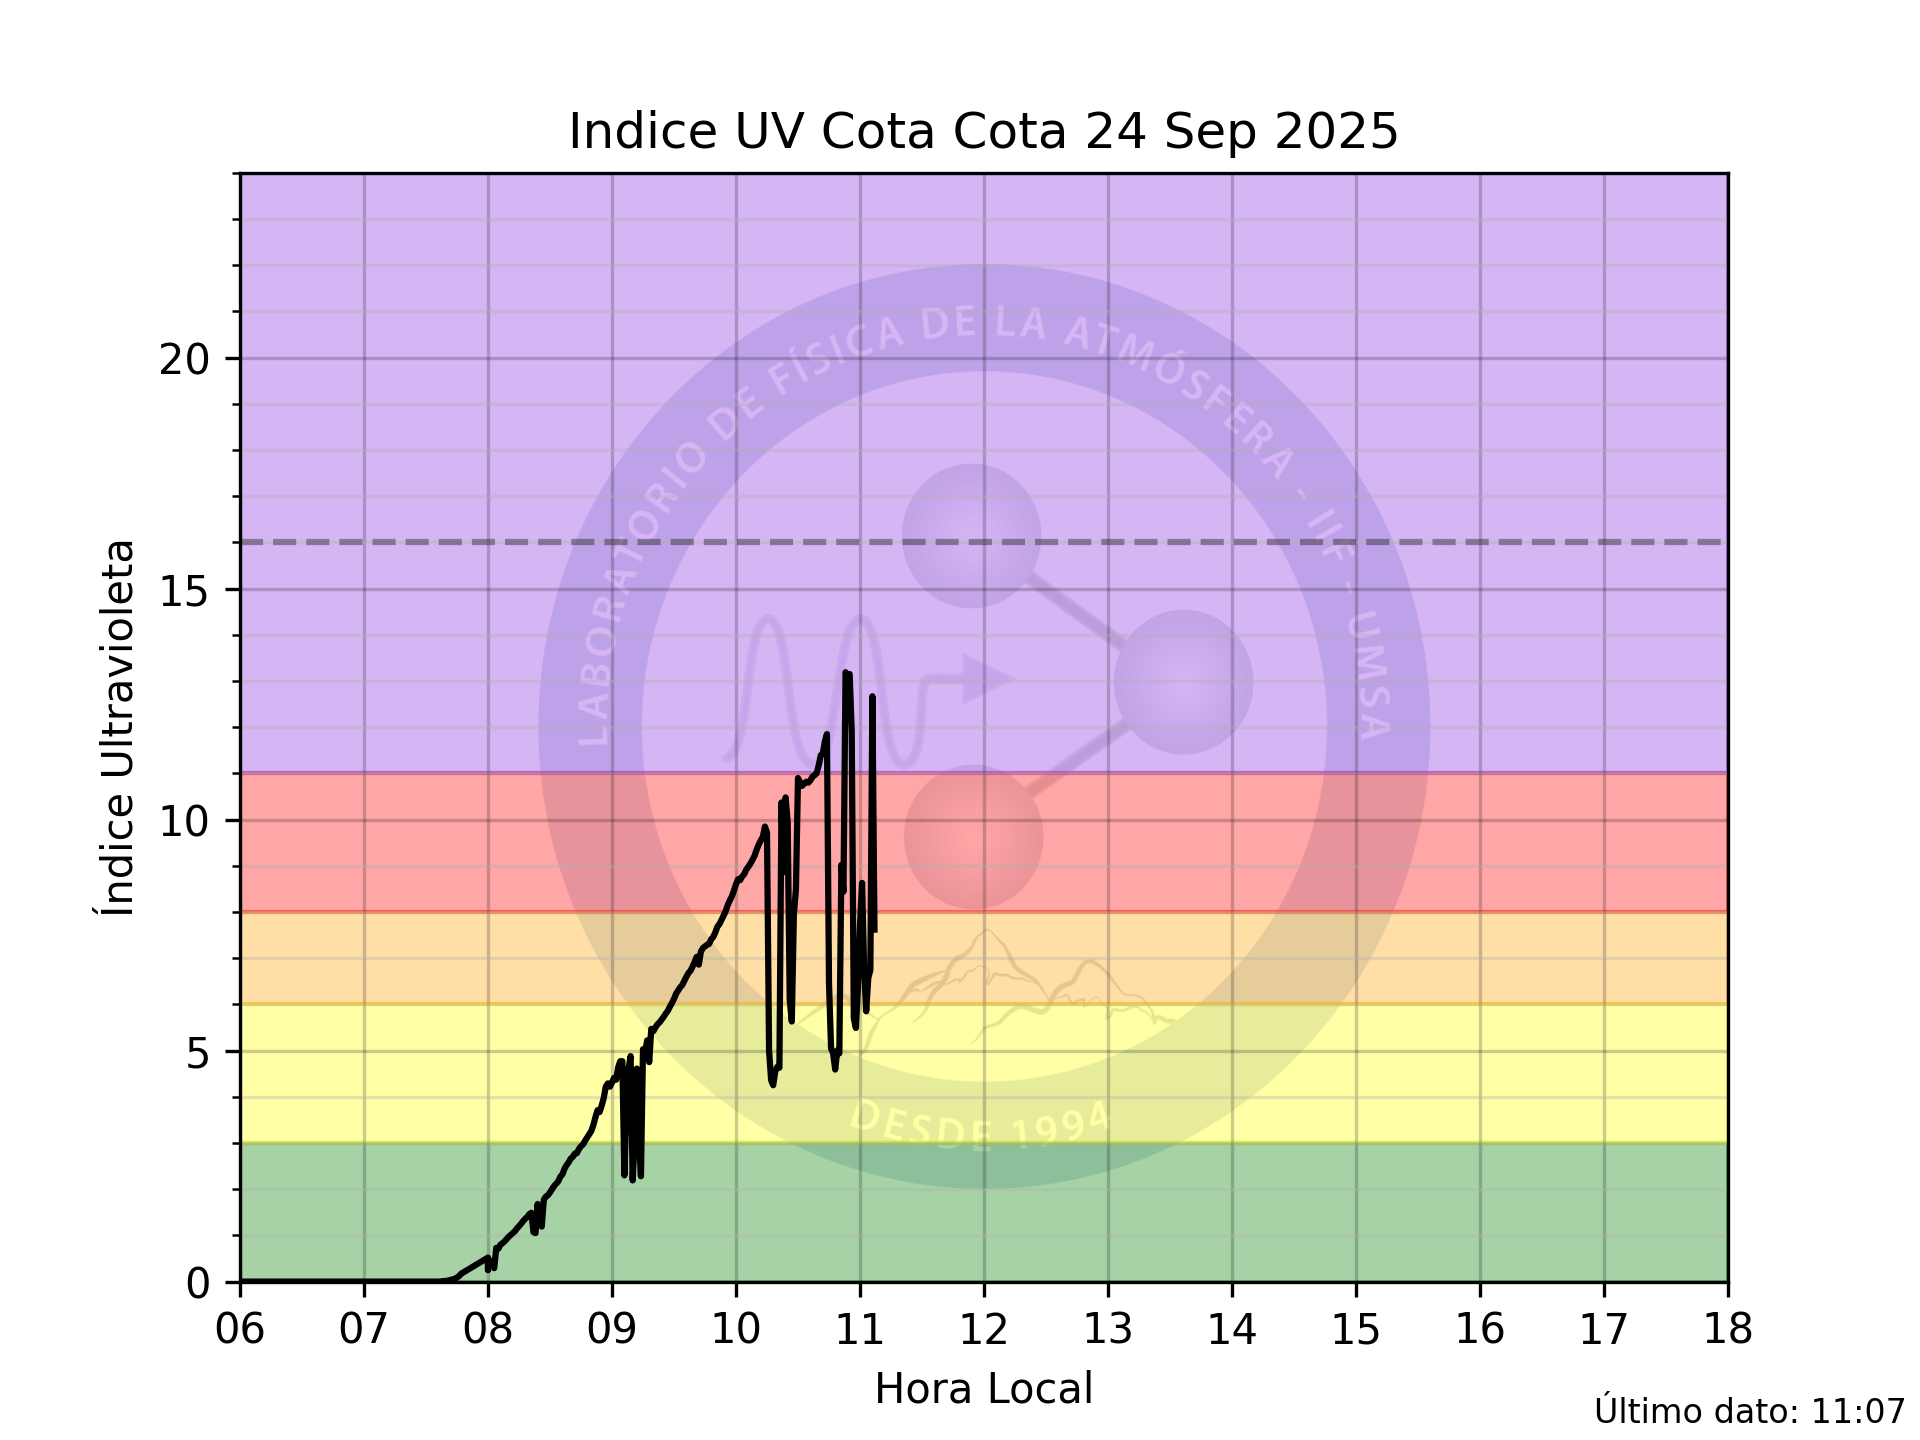 Indice UV Cota Cota 24 Sep 2025
Índice Ultravioleta
20
15
10
5
0
LABORATORIO DE FÍSICA DE LA ATMÓSFERA - IIF - UMSA
DESDE 1994
06 07 08 09 10 11 12 13 14 15 16 17 18
Hora Local
Último dato: 11:07